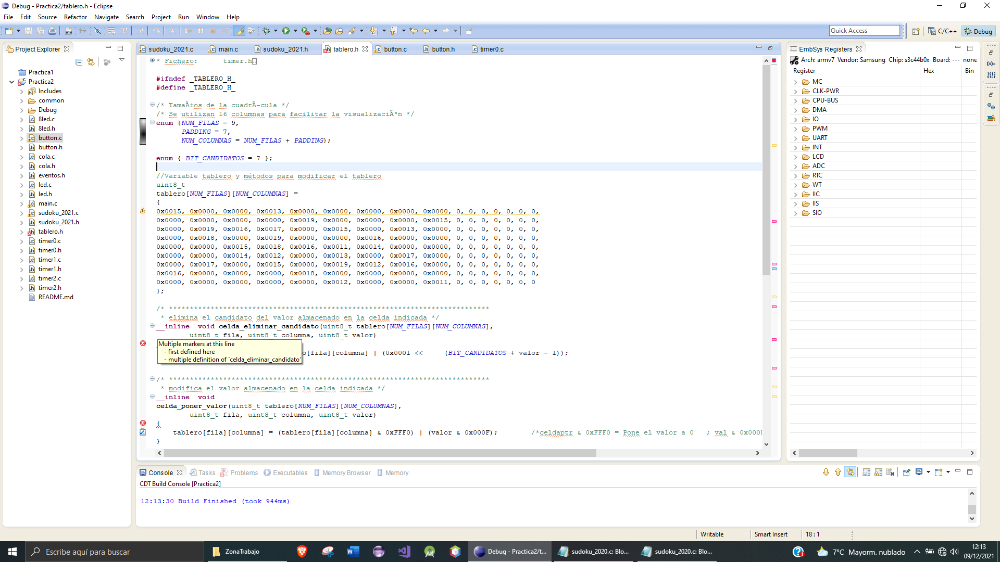 Debug - Practica2/tablero.h - Eclipse
File Edit Source Refactor Navigate Search Project Run Window Help
Quick Access
C/C++
Debug
Project Explorer
Practica1
Practica2
Includes
common
Debug
8led.c
8led.h
button.c
button.h
cola.c
cola.h
eventos.h
led.c
led.h
main.c
sudoku_2021.c
sudoku_2021.h
tablero.h
timer0.c
timer0.h
timer1.c
timer1.h
timer2.c
timer2.h
README.md
sudoku_2021.c main.c sudoku_2021.h tablero.h button.c button.h timer0.c
* Fichero: timer.h
#ifndef _TABLERO_H_
#define _TABLERO_H_
/* TamaÃ±os de la cuadrÃ-cula */
/* Se utilizan 16 columnas para facilitar la visualizaciÃ³n */
enum {NUM_FILAS = 9,
PADDING = 7,
NUM_COLUMNAS = NUM_FILAS + PADDING};
enum { BIT_CANDIDATOS = 7 };
//Variable tablero y métodos para modificar el tablero
uint8_t
tablero[NUM_FILAS][NUM_COLUMNAS] =
{
0x0015, 0x0000, 0x0000, 0x0013, 0x0000, 0x0000, 0x0000, 0x0000, 0x0000, 0, 0, 0, 0, 0, 0, 0,
0x0000, 0x0000, 0x0000, 0x0000, 0x0019, 0x0000, 0x0000, 0x0000, 0x0015, 0, 0, 0, 0, 0, 0, 0,
0x0000, 0x0019, 0x0016, 0x0017, 0x0000, 0x0015, 0x0000, 0x0013, 0x0000, 0, 0, 0, 0, 0, 0, 0,
0x0000, 0x0018, 0x0000, 0x0019, 0x0000, 0x0000, 0x0016, 0x0000, 0x0000, 0, 0, 0, 0, 0, 0, 0,
0x0000, 0x0000, 0x0015, 0x0018, 0x0016, 0x0011, 0x0014, 0x0000, 0x0000, 0, 0, 0, 0, 0, 0, 0,
0x0000, 0x0000, 0x0014, 0x0012, 0x0000, 0x0013, 0x0000, 0x0017, 0x0000, 0, 0, 0, 0, 0, 0, 0,
0x0000, 0x0017, 0x0000, 0x0015, 0x0000, 0x0019, 0x0012, 0x0016, 0x0000, 0, 0, 0, 0, 0, 0, 0,
0x0016, 0x0000, 0x0000, 0x0000, 0x0018, 0x0000, 0x0000, 0x0000, 0x0000, 0, 0, 0, 0, 0, 0, 0,
0x0000, 0x0000, 0x0000, 0x0000, 0x0000, 0x0012, 0x0000, 0x0000, 0x0011, 0, 0, 0, 0, 0, 0, 0
};
/* *****************************************************************************
* elimina el candidato del valor almacenado en la celda indicada */
__inline void celda_eliminar_candidato(uint8_t tablero[NUM_FILAS][NUM_COLUMNAS],
uint8_t fila, uint8_t columna, uint8_t valor)
Multiple markers at this line
- first defined here
- multiple definition of `celda_eliminar_candidato'
o[fila][columna] | (0x0001 << (BIT_CANDIDATOS + valor - 1));
/* *****************************************************************************
* modifica el valor almacenado en la celda indicada */
__inline void
celda_poner_valor(uint8_t tablero[NUM_FILAS][NUM_COLUMNAS],
uint8_t fila, uint8_t columna, uint8_t valor)
{
tablero[fila][columna] = (tablero[fila][columna] & 0xFFF0) | (valor & 0x000F); /*celdaptr & 0xFFF0 = Pone el valor a 0 ; val & 0x000
}
EmbSys Registers
Arch: armv7 Vendor: Samsung Chip: s3c44b0x Board: --- none
Register Hex Bin
MC
CLK-PWR
CPU-BUS
DMA
IO
PWM
UART
INT
LCD
ADC
RTC
WT
IIC
IIS
SIO
Console Tasks Problems Executables Memory Browser Memory
CDT Build Console [Practica2]
12:13:30 Build Finished (took 944ms)
Writable Smart Insert 18 : 1
Escribe aquí para buscar
ZonaTrabajo
Debug - Practica2/t...
sudoku_2020.c: Blo...
sudoku_2020.c: Blo...
7°C Mayorm. nublado
12:13
09/12/2021